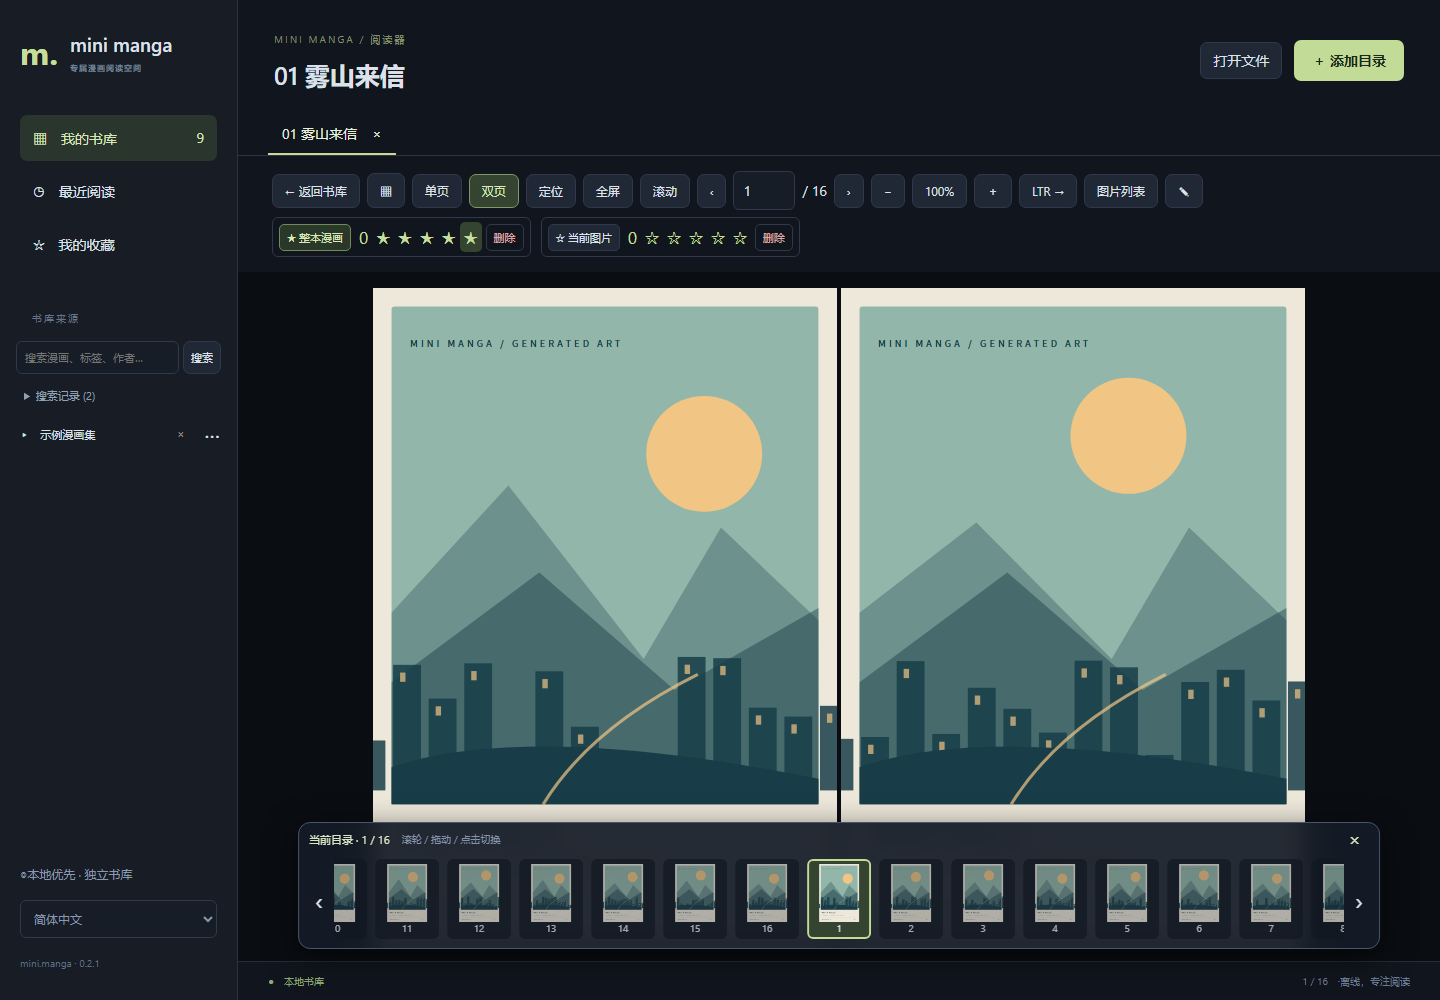 m. mini manga
专属漫画阅读空间
我的书库 9
最近阅读
我的收藏
书库来源
搜索漫画、标签、作者... 搜索
▶ 搜索记录 (2)
▸ 示例漫画集 × ...
本地优先 · 独立书库
简体中文
mini.manga · 0.2.1
MINI MANGA / 阅读器
01 雾山来信
打开文件
+ 添加目录
01 雾山来信 ×
← 返回书库 ▦ 单页 双页 定位 全屏 滚动 ‹ 1 / 16 › − 100% + LTR → 图片列表
★ 整本漫画 0 ★ ★ ★ ★ ★ 删除 ☆ 当前图片 0 ☆ ☆ ☆ ☆ ☆ 删除
MINI MANGA / GENERATED ART
MINI MANGA / GENERATED ART
当前目录 · 1 / 16 滚轮 / 拖动 / 点击切换 ×
‹ 0 11 12 13 14 15 16 1 2 3 4 5 6 7 8 ›
本地书库
1 / 16 ·离线，专注阅读